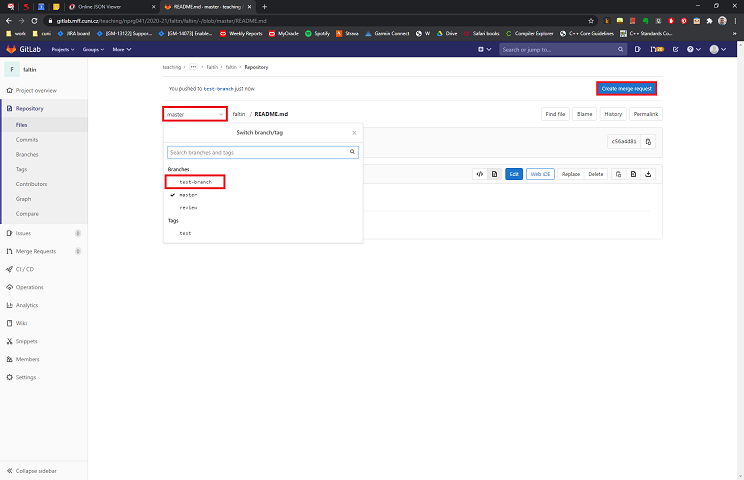 Online JSON Viewer
README.md · master · teaching
gitlab.mff.cuni.cz/teaching/nprg041/2020-21/faltin/faltin/-/blob/master/README.md
work
cuni
JIRA board
[GM-13122] Suppor...
[GM-14073] Enable...
Weekly Reports
MyOracle
Spotify
Strava
Garmin Connect
W
Drive
Safari books
Compiler Explorer
C++ Core Guidelines
C++ Standards Co...
GitLab
Projects
Groups
More
Search or jump to...
F
faltin
teaching
Faltin
faltin
Repository
Project overview
You pushed to test-branch just now
Create merge request
Repository
Files
Commits
Branches
Tags
Contributors
Graph
Compare
Issues
0
Merge Requests
0
CI / CD
Operations
Analytics
Wiki
Snippets
Members
Settings
Collapse sidebar
master
faltin / README.md
Find file
Blame
History
Permalink
Switch branch/tag
Search branches and tags
Branches
test-branch
master
review
Tags
test
c56a4d81
Edit
Web IDE
Replace
Delete